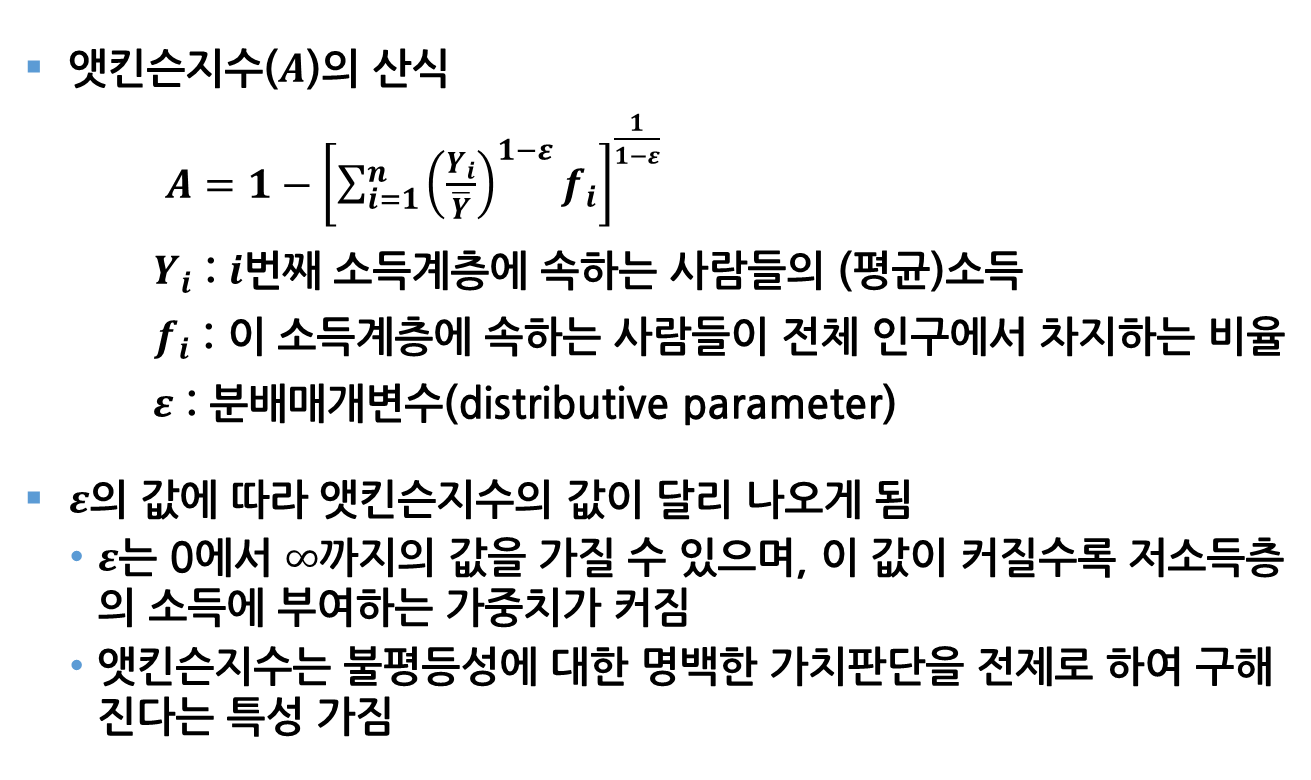 ▪ 앳킨슨지수(A)의 산식
A = 1 − [∑ⁿᵢ₌₁ (Yᵢ/Y̅)^(1−ε) fᵢ]^(1/(1−ε))
Yᵢ : i번째 소득계층에 속하는 사람들의 (평균)소득
fᵢ : 이 소득계층에 속하는 사람들이 전체 인구에서 차지하는 비율
ε : 분배매개변수(distributive parameter)
▪ ε의 값에 따라 앳킨슨지수의 값이 달리 나오게 됨
• ε는 0에서 ∞까지의 값을 가질 수 있으며, 이 값이 커질수록 저소득층
의 소득에 부여하는 가중치가 커짐
• 앳킨슨지수는 불평등성에 대한 명백한 가치판단을 전제로 하여 구해
진다는 특성 가짐